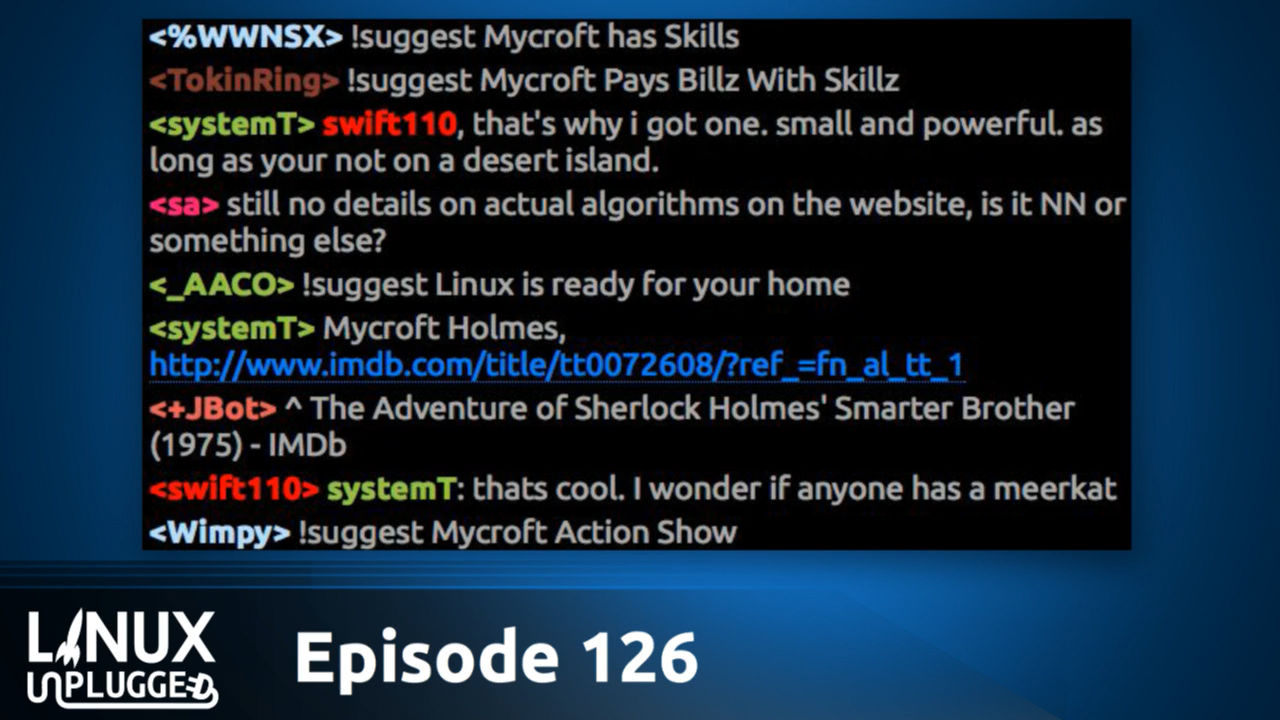 <%WWNSX> !suggest Mycroft has Skills
<TokinRing> !suggest Mycroft Pays Billz With Skillz
<systemT> swift110, that's why i got one. small and powerful. as
long as your not on a desert island.
<sa> still no details on actual algorithms on the website, is it NN or
something else?
<_AACO> !suggest Linux is ready for your home
<systemT> Mycroft Holmes,
http://www.imdb.com/title/tt0072608/?ref_=fn_al_tt_1
<+JBot> ^ The Adventure of Sherlock Holmes' Smarter Brother
(1975) - IMDb
<swift110> systemT: thats cool. I wonder if anyone has a meerkat
<Wimpy> !suggest Mycroft Action Show
LINUX
UNPLUGGED
Episode 126